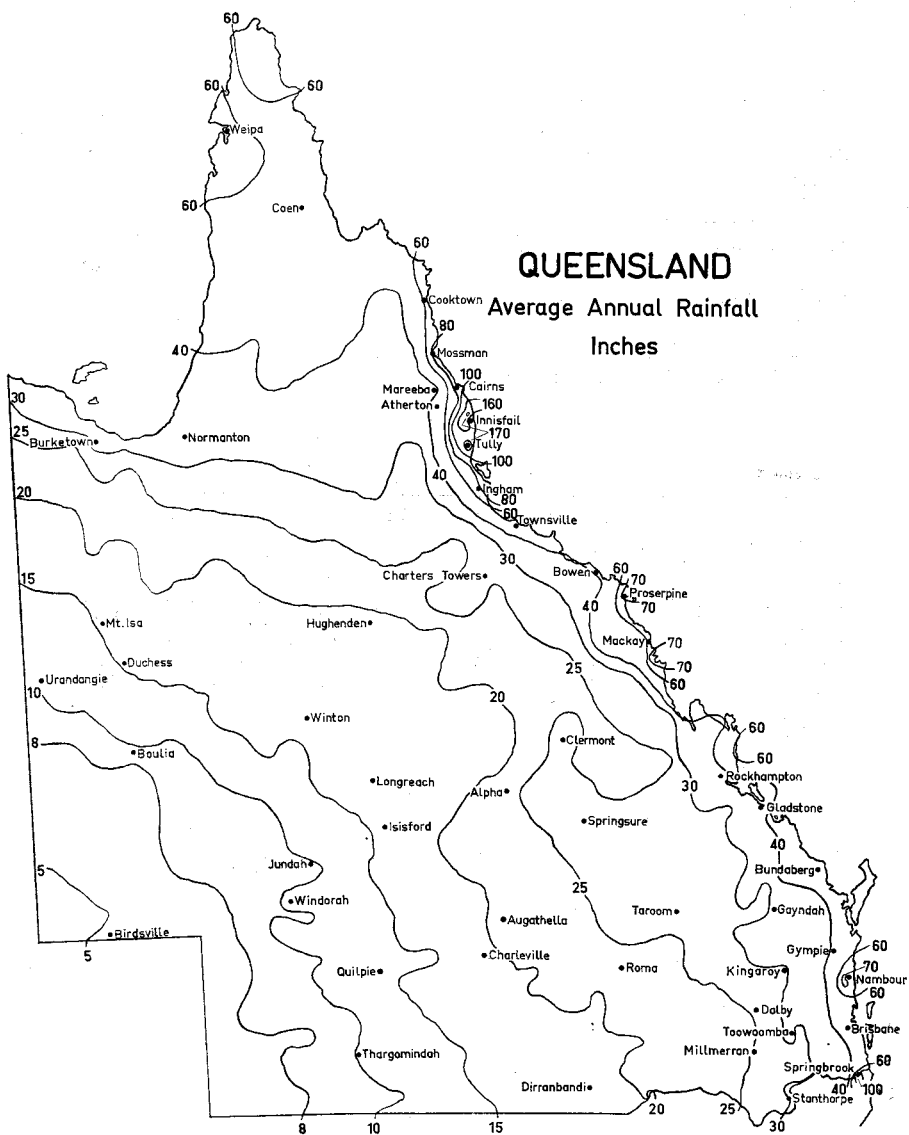 60
60
60
Weipa
60
Coen
60
QUEENSLAND
Average Annual Rainfall
Inches
Cooktown
80
40
Mossman
100
Cairns
Mareeba
Atherton
160
Innisfail
170
Tully
30
25
Burketown
Normanton
100
40
Ingham
80
60
Townsville
20
30
Bowen
60
70
Proserpine
70
Charters Towers
15
40
Mt. Isa
Hughenden
Mackay
70
70
60
25
Duchess
Urandangie
10
20
Winton
60
60
8
Boulia
Clermont
Rockhampton
Longreach
Alpha
30
Gladstone
Isisford
Springsure
40
Jundah
Bundaberg
5
25
Windorah
Taroom
Gayndah
Augathella
Birdsville
5
Charleville
Gympie
60
70
Nambour
60
Quilpie
Roma
Kingaroy
Dalby
Brisbane
Toowoomba
Millmerran
Thargomindah
Springbrook
60
40
100
Dirranbandi
Stanthorpe
8
10
15
20
25
30